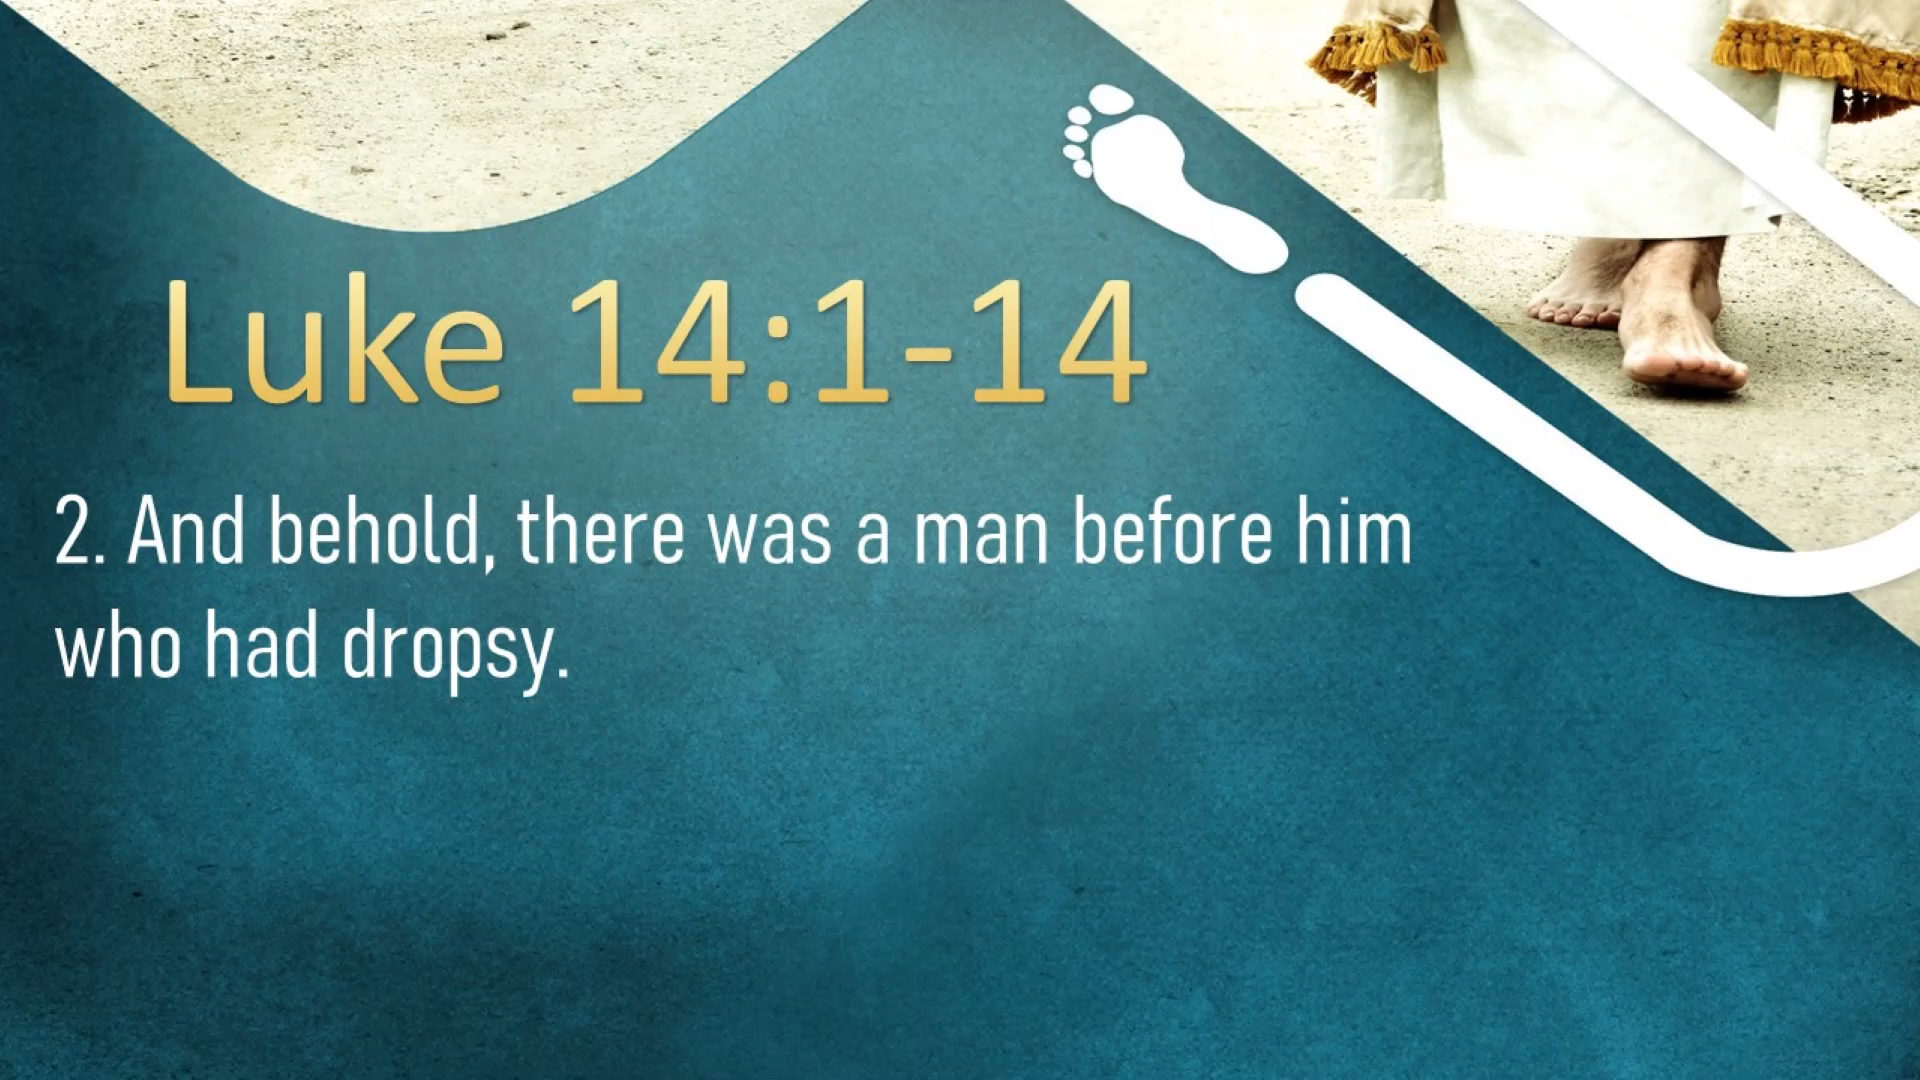 Luke 14:1-14
2. And behold, there was a man before him
who had dropsy.